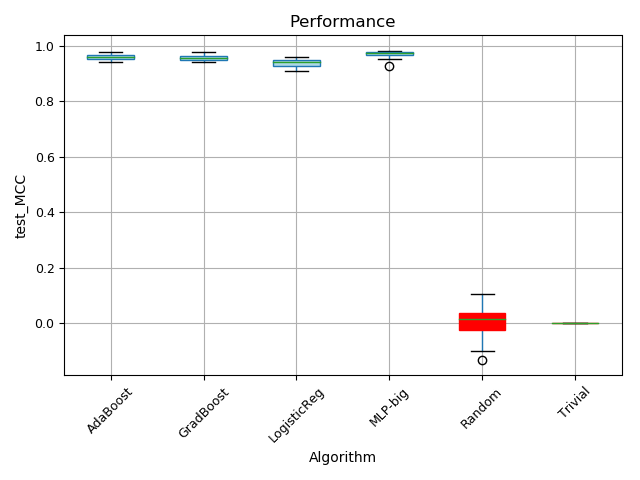 Performance
test_MCC
1.0
0.8
0.6
0.4
0.2
0.0
AdaBoost
GradBoost
LogisticReg
MLP-big
Random
Trivial
Algorithm